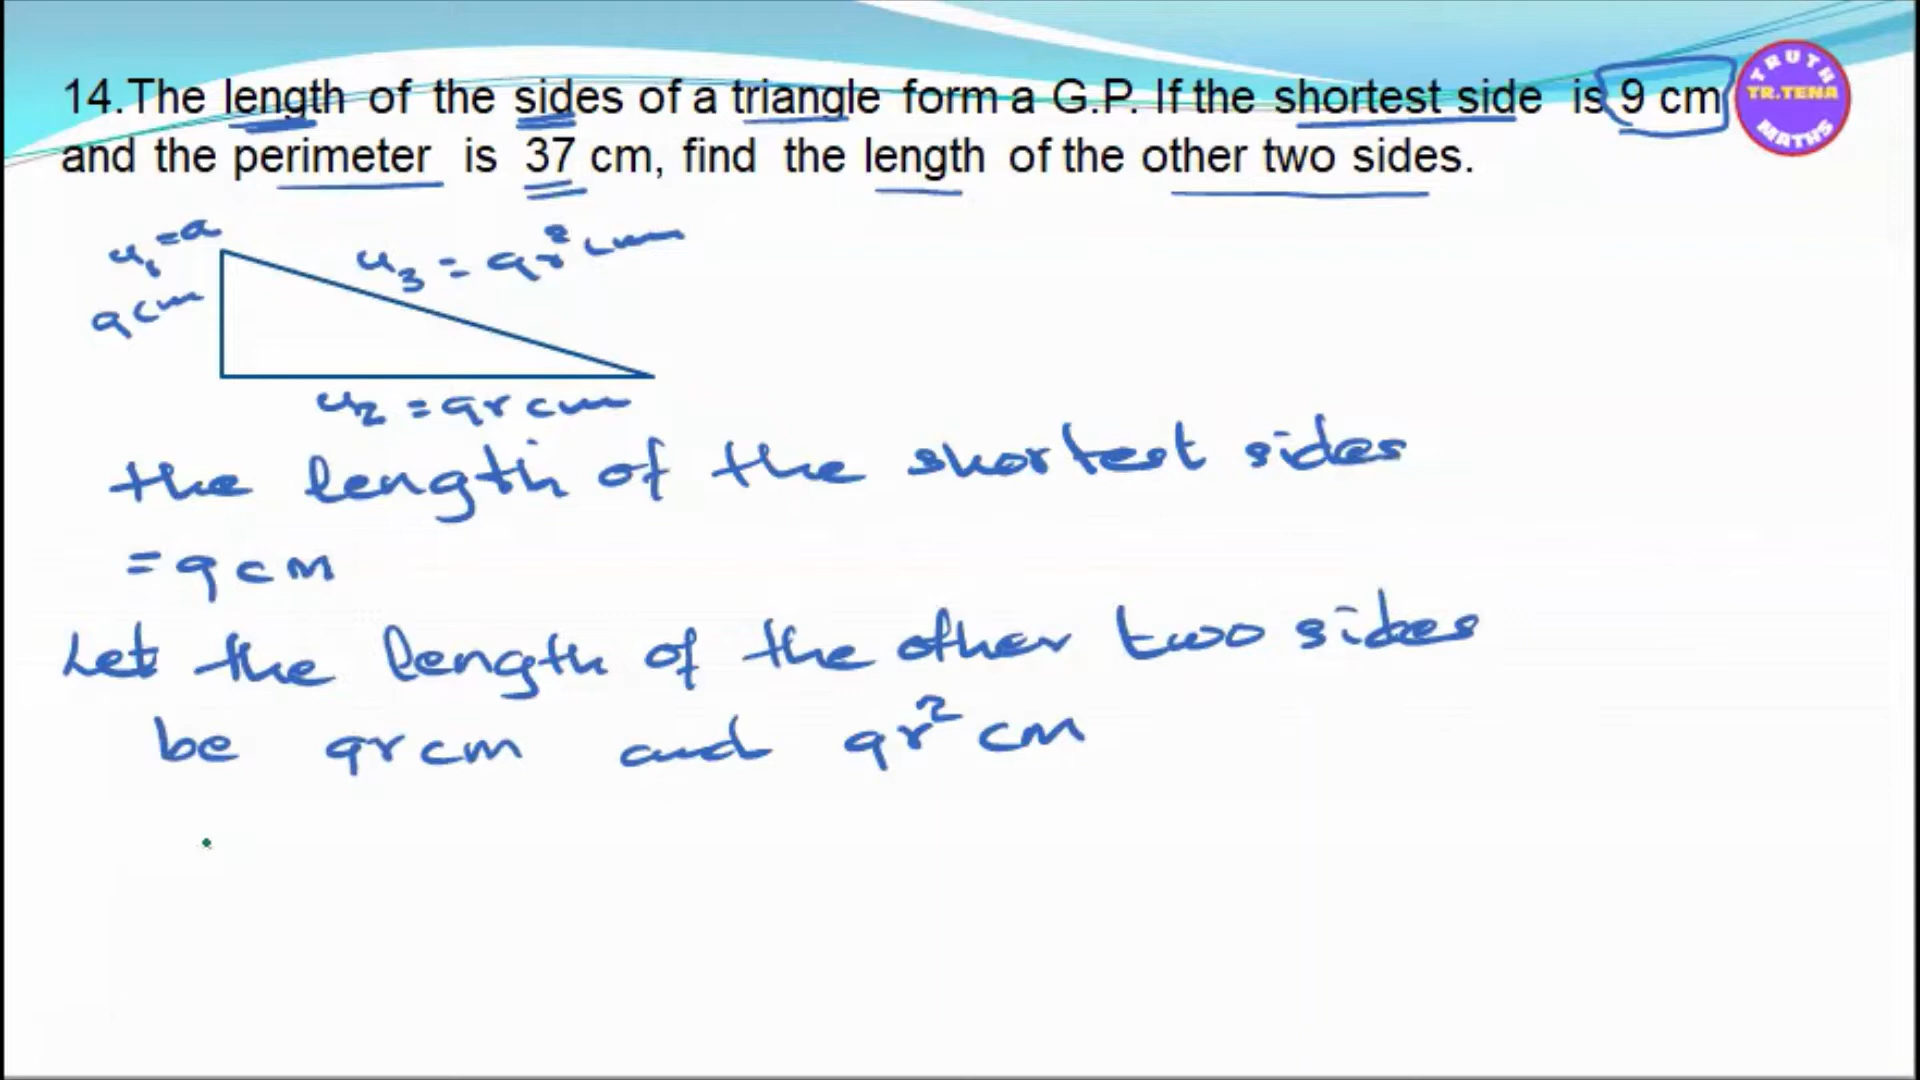 14.The length of the sides of a triangle form a G.P. If the shortest side is 9 cm
and the perimeter is 37 cm, find the length of the other two sides.
TRUTH
TR.TENA
MATHS
u₁ = a
9cm
u₃ = 9r² cm
u₂ = 9r cm
the length of the shortest sides
= 9cm
Let the length of the other two sides
be 9r cm and 9r² cm